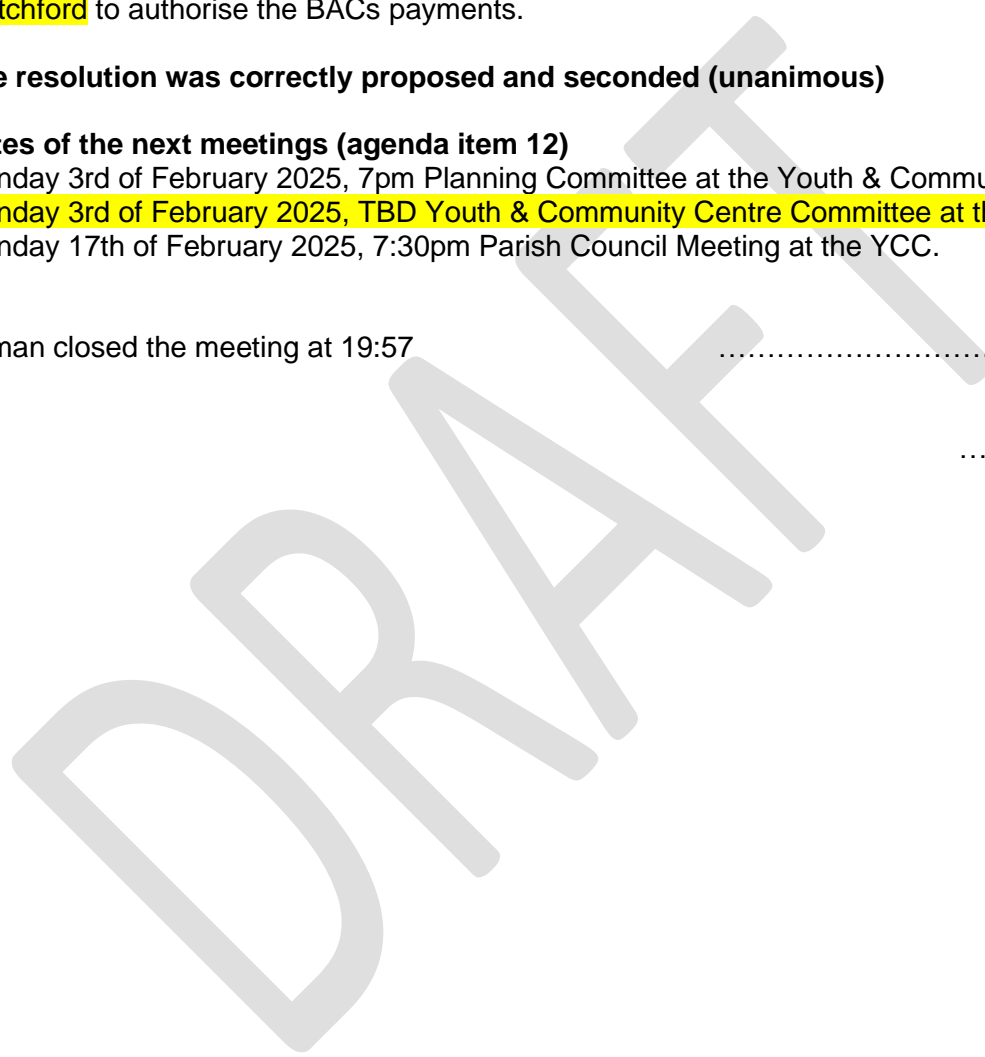 tchford to authorise the BACs payments.
e resolution was correctly proposed and seconded (unanimous)
tes of the next meetings (agenda item 12)
nday 3rd of February 2025, 7pm Planning Committee at the Youth & Commu
nday 3rd of February 2025, TBD Youth & Community Centre Committee at th
nday 17th of February 2025, 7:30pm Parish Council Meeting at the YCC.
man closed the meeting at 19:57 ………………………
…
DRAFT